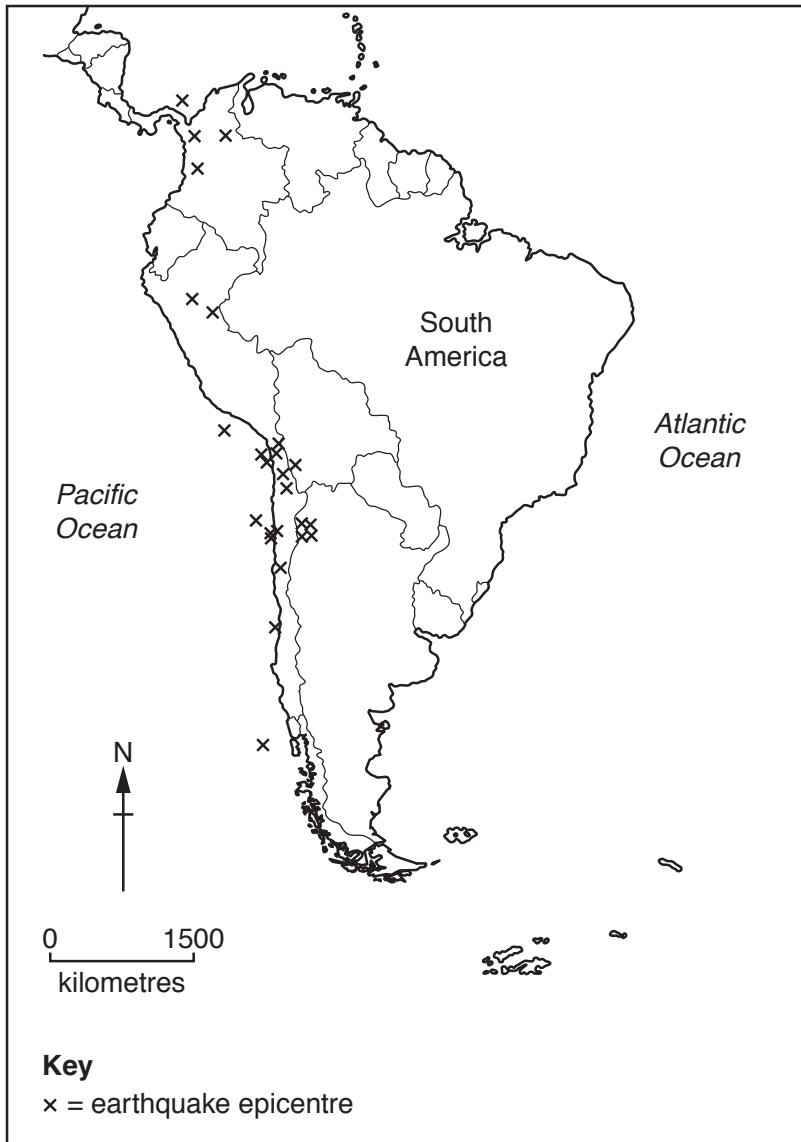 South
America
Atlantic
Ocean
Pacific
Ocean
N
0 1500
kilometres
Key
× = earthquake epicentre